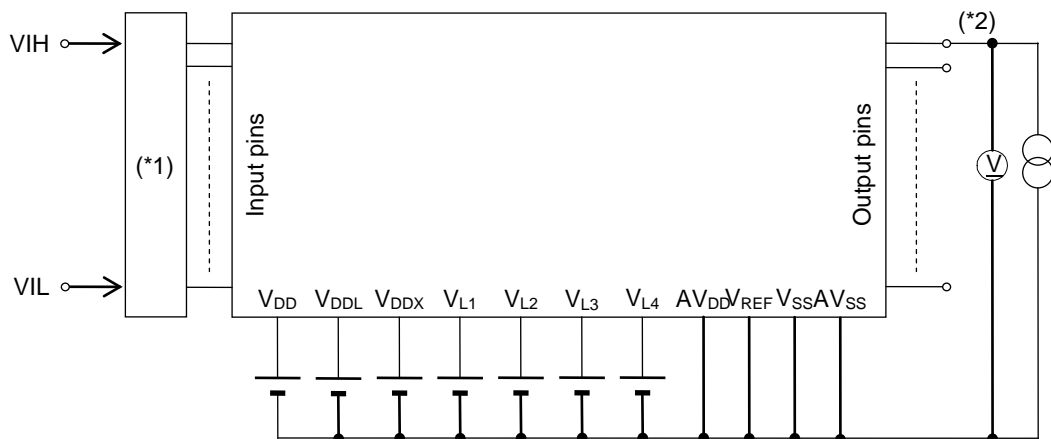 (*2)
VIH
(*1)
Input pins
Output pins
V
VIL
VDD VDDL VDDX VL1 VL2 VL3 VL4 AVDD VREF VSS AVSS